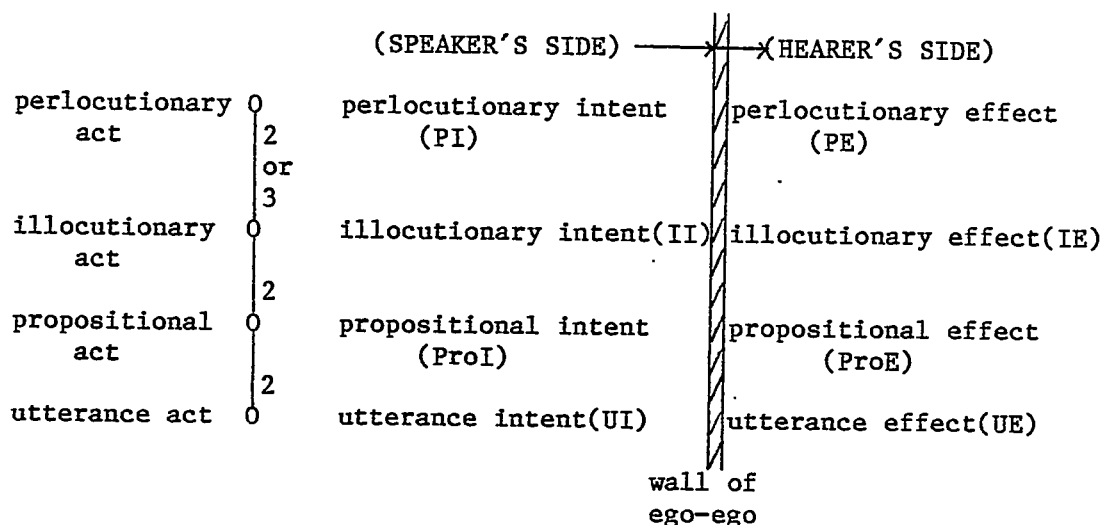 (SPEAKER'S SIDE) (HEARER'S SIDE)
perlocutionary O perlocutionary intent perlocutionary effect
act 2 (PI) (PE)
or
3
illocutionary O illocutionary intent(II) illocutionary effect(IE)
act
2
propositional O propositional intent propositional effect
act (ProI) (ProE)
2
utterance act O utterance intent(UI) utterance effect(UE)
wall of
ego-ego